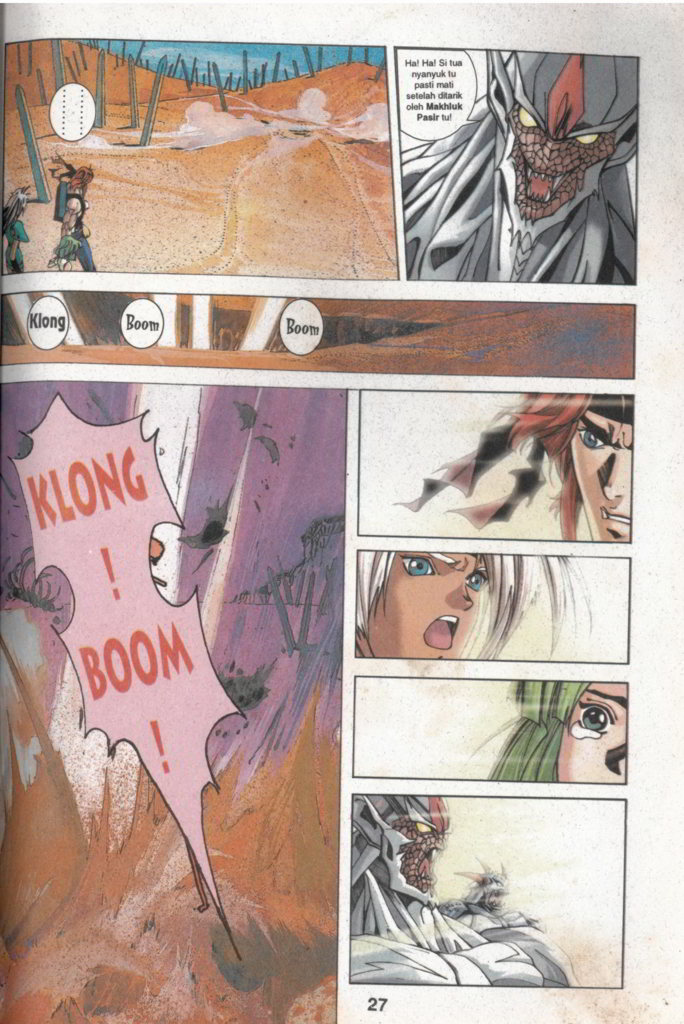 Ha! Ha! Si tua
nyanyuk tu
pasti mati
setelah ditarik
oleh Makhluk
Pasir tu!
Klong
Boom
Boom
KLONG
!
BOOM
!
27